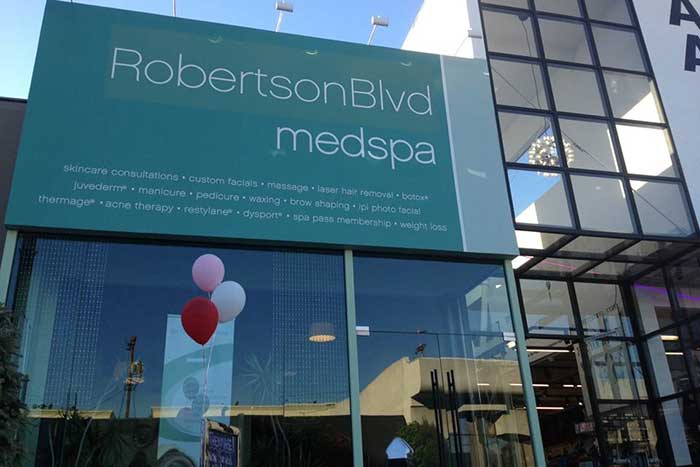 RobertsonBlvd
medspa
skincare consultations • custom facials • massage • laser hair removal • botox®
juvederm® • manicure • pedicure • waxing • brow shaping • ipl photo facial
thermage® • acne therapy • restylane® • dysport® • spa pass membership • weight loss
A
A